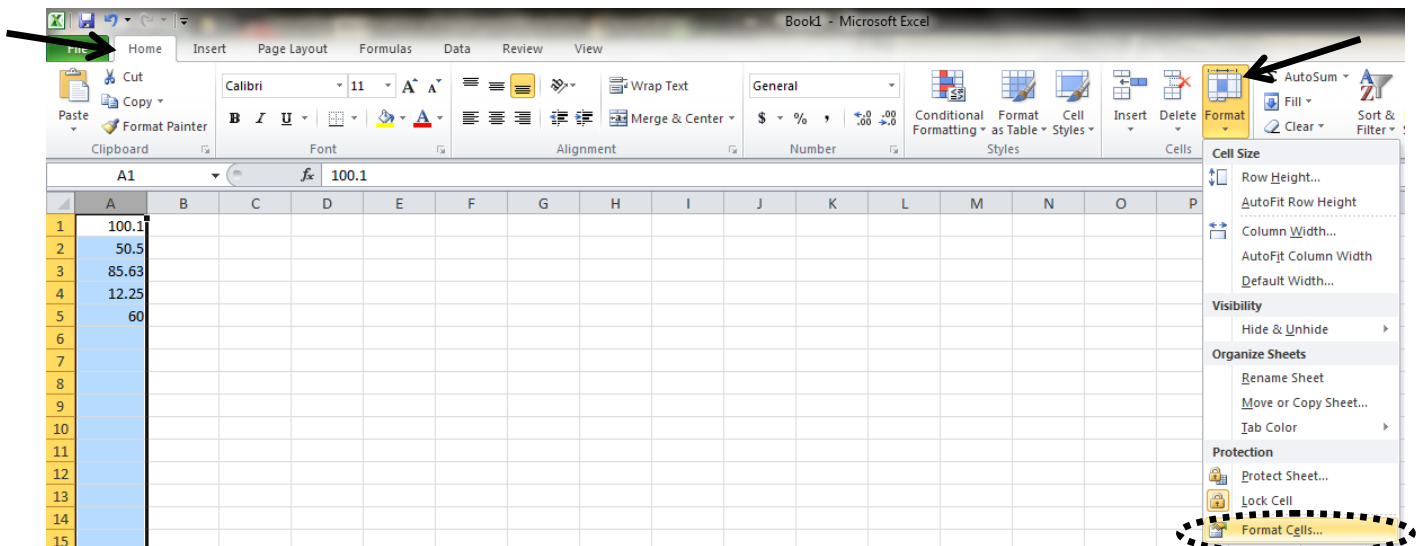 Book1 - Microsoft Excel
File Home Insert Page Layout Formulas Data Review View
Cut
Copy
Format Painter
Paste
Clipboard
Calibri 11 A A
B I U A
Font
Wrap Text
Merge & Center
Alignment
General
$ % , .0 .00 .00 .0
Number
Conditional Formatting
Format as Table
Cell Styles
Styles
Insert Delete Format
Cells
AutoSum
Fill
Clear
Sort & Filter
A1 fx 100.1
A B C D E F G H I J K L M N O P
1 100.1
2 50.5
3 85.63
4 12.25
5 60
6
7
8
9
10
11
12
13
14
15
Cell Size
Row Height...
AutoFit Row Height
Column Width...
AutoFit Column Width
Default Width...
Visibility
Hide & Unhide
Organize Sheets
Rename Sheet
Move or Copy Sheet...
Tab Color
Protection
Protect Sheet...
Lock Cell
Format Cells...